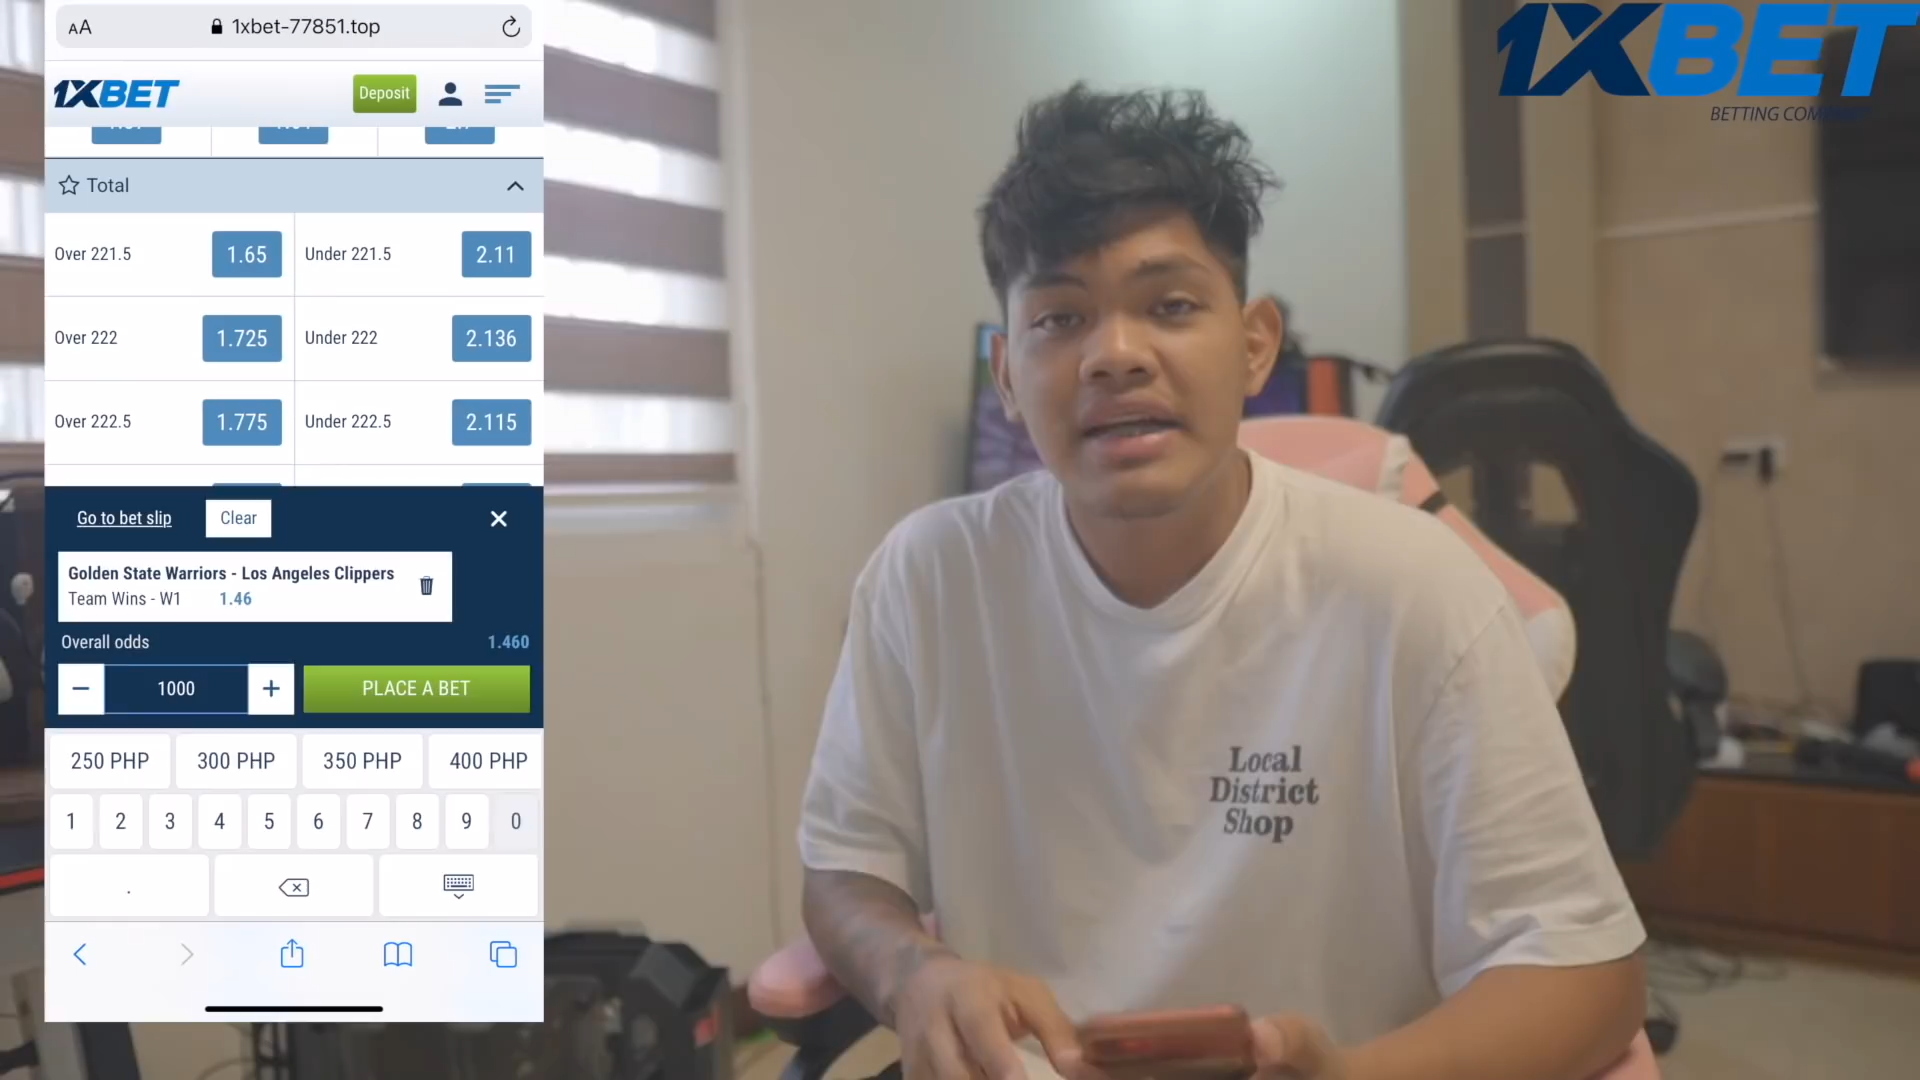 AA 1xbet-77851.top
1XBET Deposit
Total
Over 221.5 1.65 Under 221.5 2.11
Over 222 1.725 Under 222 2.136
Over 222.5 1.775 Under 222.5 2.115
Go to bet slip Clear
Golden State Warriors - Los Angeles Clippers
Team Wins - W1 1.46
Overall odds 1.460
1000 PLACE A BET
250 PHP 300 PHP 350 PHP 400 PHP
1 2 3 4 5 6 7 8 9 0
.
1XBET
BETTING COMPANY
Local
District
Shop